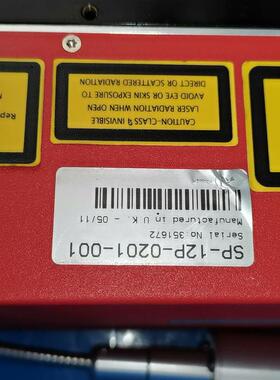 CAUTION-CLASS 4 INVISIBLE
LASER RADIATION WHEN OPEN
AVOID EYE OR SKIN EXPOSURE TO
DIRECT OR SCATTERED RADIATION
Rep
SP-12P-0201-001
Serial No:351672
Manufactured in U.K. - 05/11